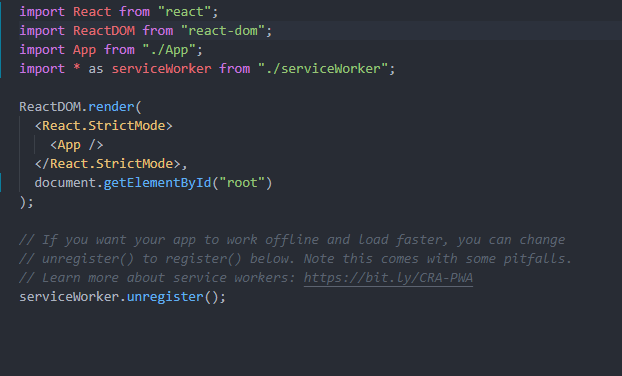 import React from "react";
import ReactDOM from "react-dom";
import App from "./App";
import * as serviceWorker from "./serviceWorker";
ReactDOM.render(
<React.StrictMode>
<App />
</React.StrictMode>,
document.getElementById("root")
);
// If you want your app to work offline and load faster, you can change
// unregister() to register() below. Note this comes with some pitfalls.
// Learn more about service workers: https://bit.ly/CRA-PWA
serviceWorker.unregister();